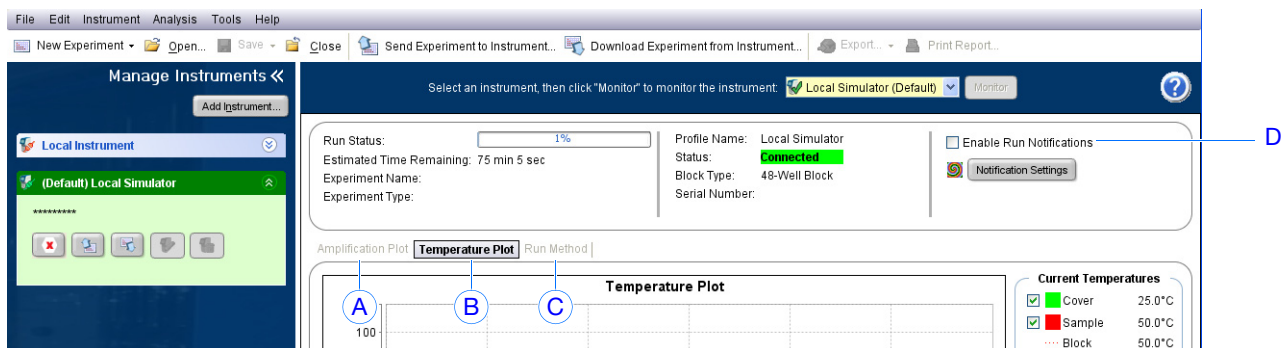 File Edit Instrument Analysis Tools Help
New Experiment Open... Save Close Send Experiment to Instrument... Download Experiment from Instrument... Export... Print Report...
Manage Instruments «
Add Instrument...
Select an instrument, then click "Monitor" to monitor the instrument: Local Simulator (Default) Monitor ?
Local Instrument
(Default) Local Simulator
*********
Run Status: 1%
Estimated Time Remaining: 75 min 5 sec
Experiment Name:
Experiment Type:
Profile Name: Local Simulator
Status: Connected
Block Type: 48-Well Block
Serial Number:
Enable Run Notifications
D
Notification Settings
Amplification Plot Temperature Plot Run Method
A B C
Temperature Plot
100
Current Temperatures
Cover 25.0°C
Sample 50.0°C
Block 50.0°C